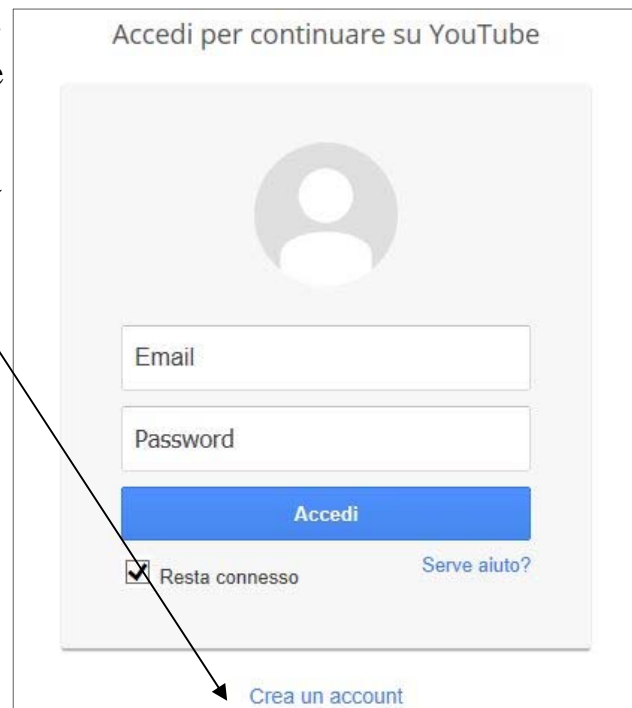 Accedi per continuare su YouTube
e
Email
Password
Accedi
Resta connesso
Serve aiuto?
Crea un account